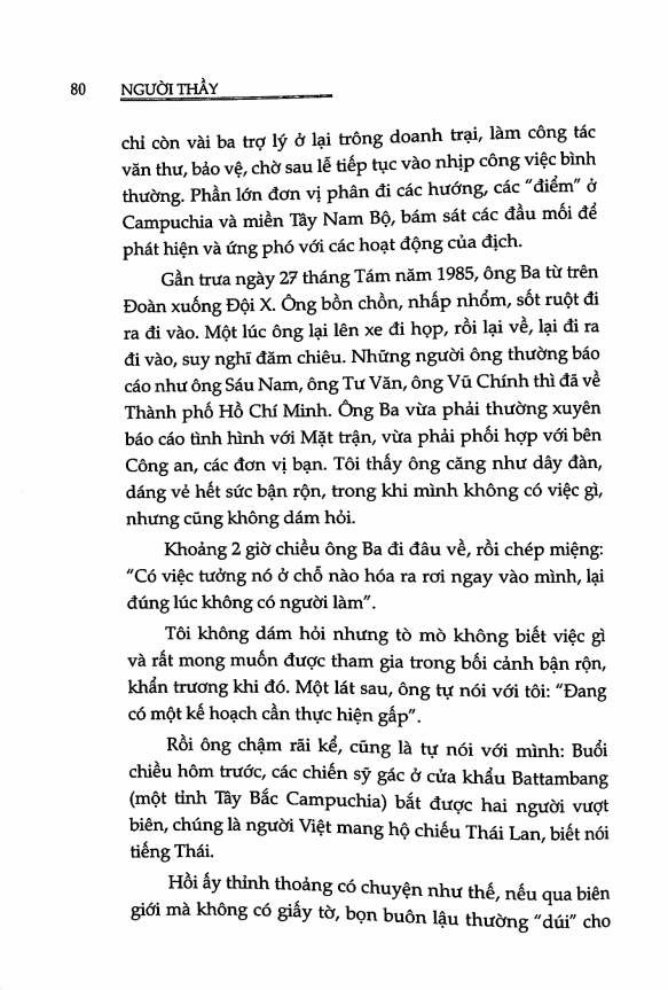 80 NGƯỜI THẦY
chỉ còn vài ba trợ lý ở lại trông doanh trại, làm công tác
văn thư, bảo vệ, chờ sau lễ tiếp tục vào nhịp công việc bình
thường. Phần lớn đơn vị phân đi các hướng, các “điểm” ở
Campuchia và miền Tây Nam Bộ, bám sát các đầu mối để
phát hiện và ứng phó với các hoạt động của địch.
Gần trưa ngày 27 tháng Tám năm 1985, ông Ba từ trên
Đoàn xuống Đội X. Ông bồn chồn, nhấp nhổm, sốt ruột đi
ra đi vào. Một lúc ông lại lên xe đi họp, rồi lại về, lại đi ra
đi vào, suy nghĩ đăm chiêu. Những người ông thường báo
cáo như ông Sáu Nam, ông Tư Văn, ông Vũ Chính thì đã về
Thành phố Hồ Chí Minh. Ông Ba vừa phải thường xuyên
báo cáo tình hình với Mặt trận, vừa phải phối hợp với bên
Công an, các đơn vị bạn. Tôi thấy ông căng như dây đàn,
dáng vẻ hết sức bận rộn, trong khi mình không có việc gì,
nhưng cũng không dám hỏi.
Khoảng 2 giờ chiều ông Ba đi đâu về, rồi chép miệng:
“Có việc tưởng nó ở chỗ nào hóa ra rơi ngay vào mình, lại
đúng lúc không có người làm”.
Tôi không dám hỏi nhưng tò mò không biết việc gì
và rất mong muốn được tham gia trong bối cảnh bận rộn,
khẩn trương khi đó. Một lát sau, ông tự nói với tôi: “Đang
có một kế hoạch cần thực hiện gấp”.
Rồi ông chậm rãi kể, cũng là tự nói với mình: Buổi
chiều hôm trước, các chiến sỹ gác ở cửa khẩu Battambang
(một tỉnh Tây Bắc Campuchia) bắt được hai người vượt
biên, chúng là người Việt mang hộ chiếu Thái Lan, biết nói
tiếng Thái.
Hồi ấy thỉnh thoảng có chuyện như thế, nếu qua biên
giới mà không có giấy tờ, bọn buôn lậu thường “dúi” cho